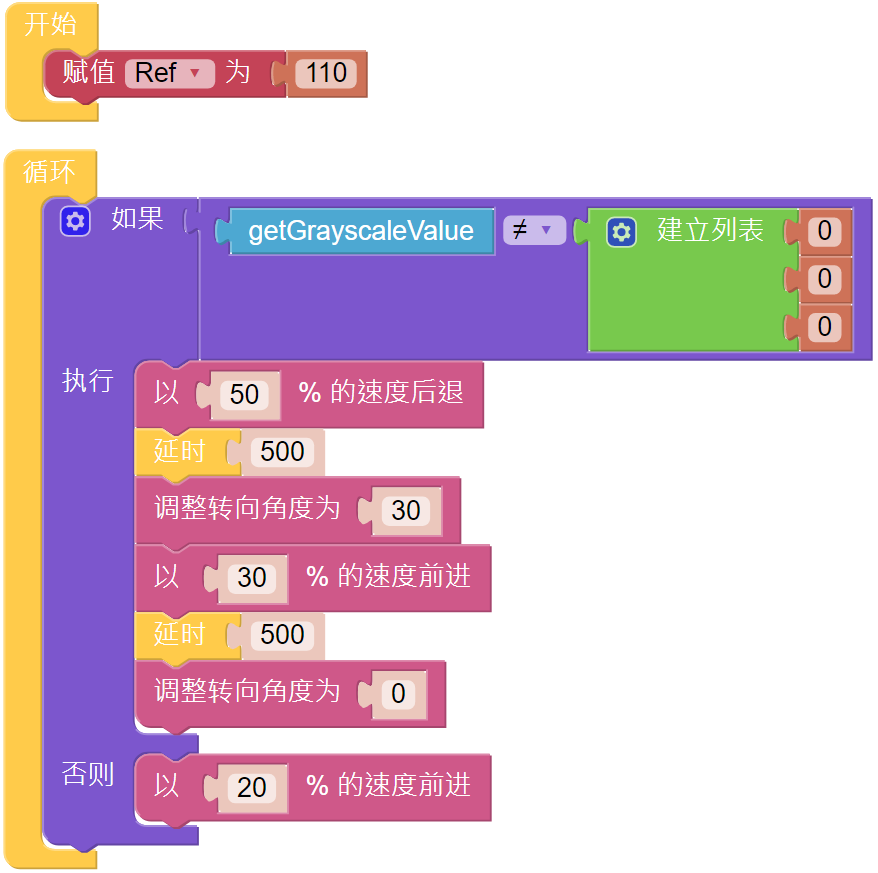 开始
赋值 Ref 为 110
循环
如果 getGrayscaleValue ≠ 建立列表 0
0
0
执行 以 50 % 的速度后退
延时 500
调整转向角度为 30
以 30 % 的速度前进
延时 500
调整转向角度为 0
否则 以 20 % 的速度前进